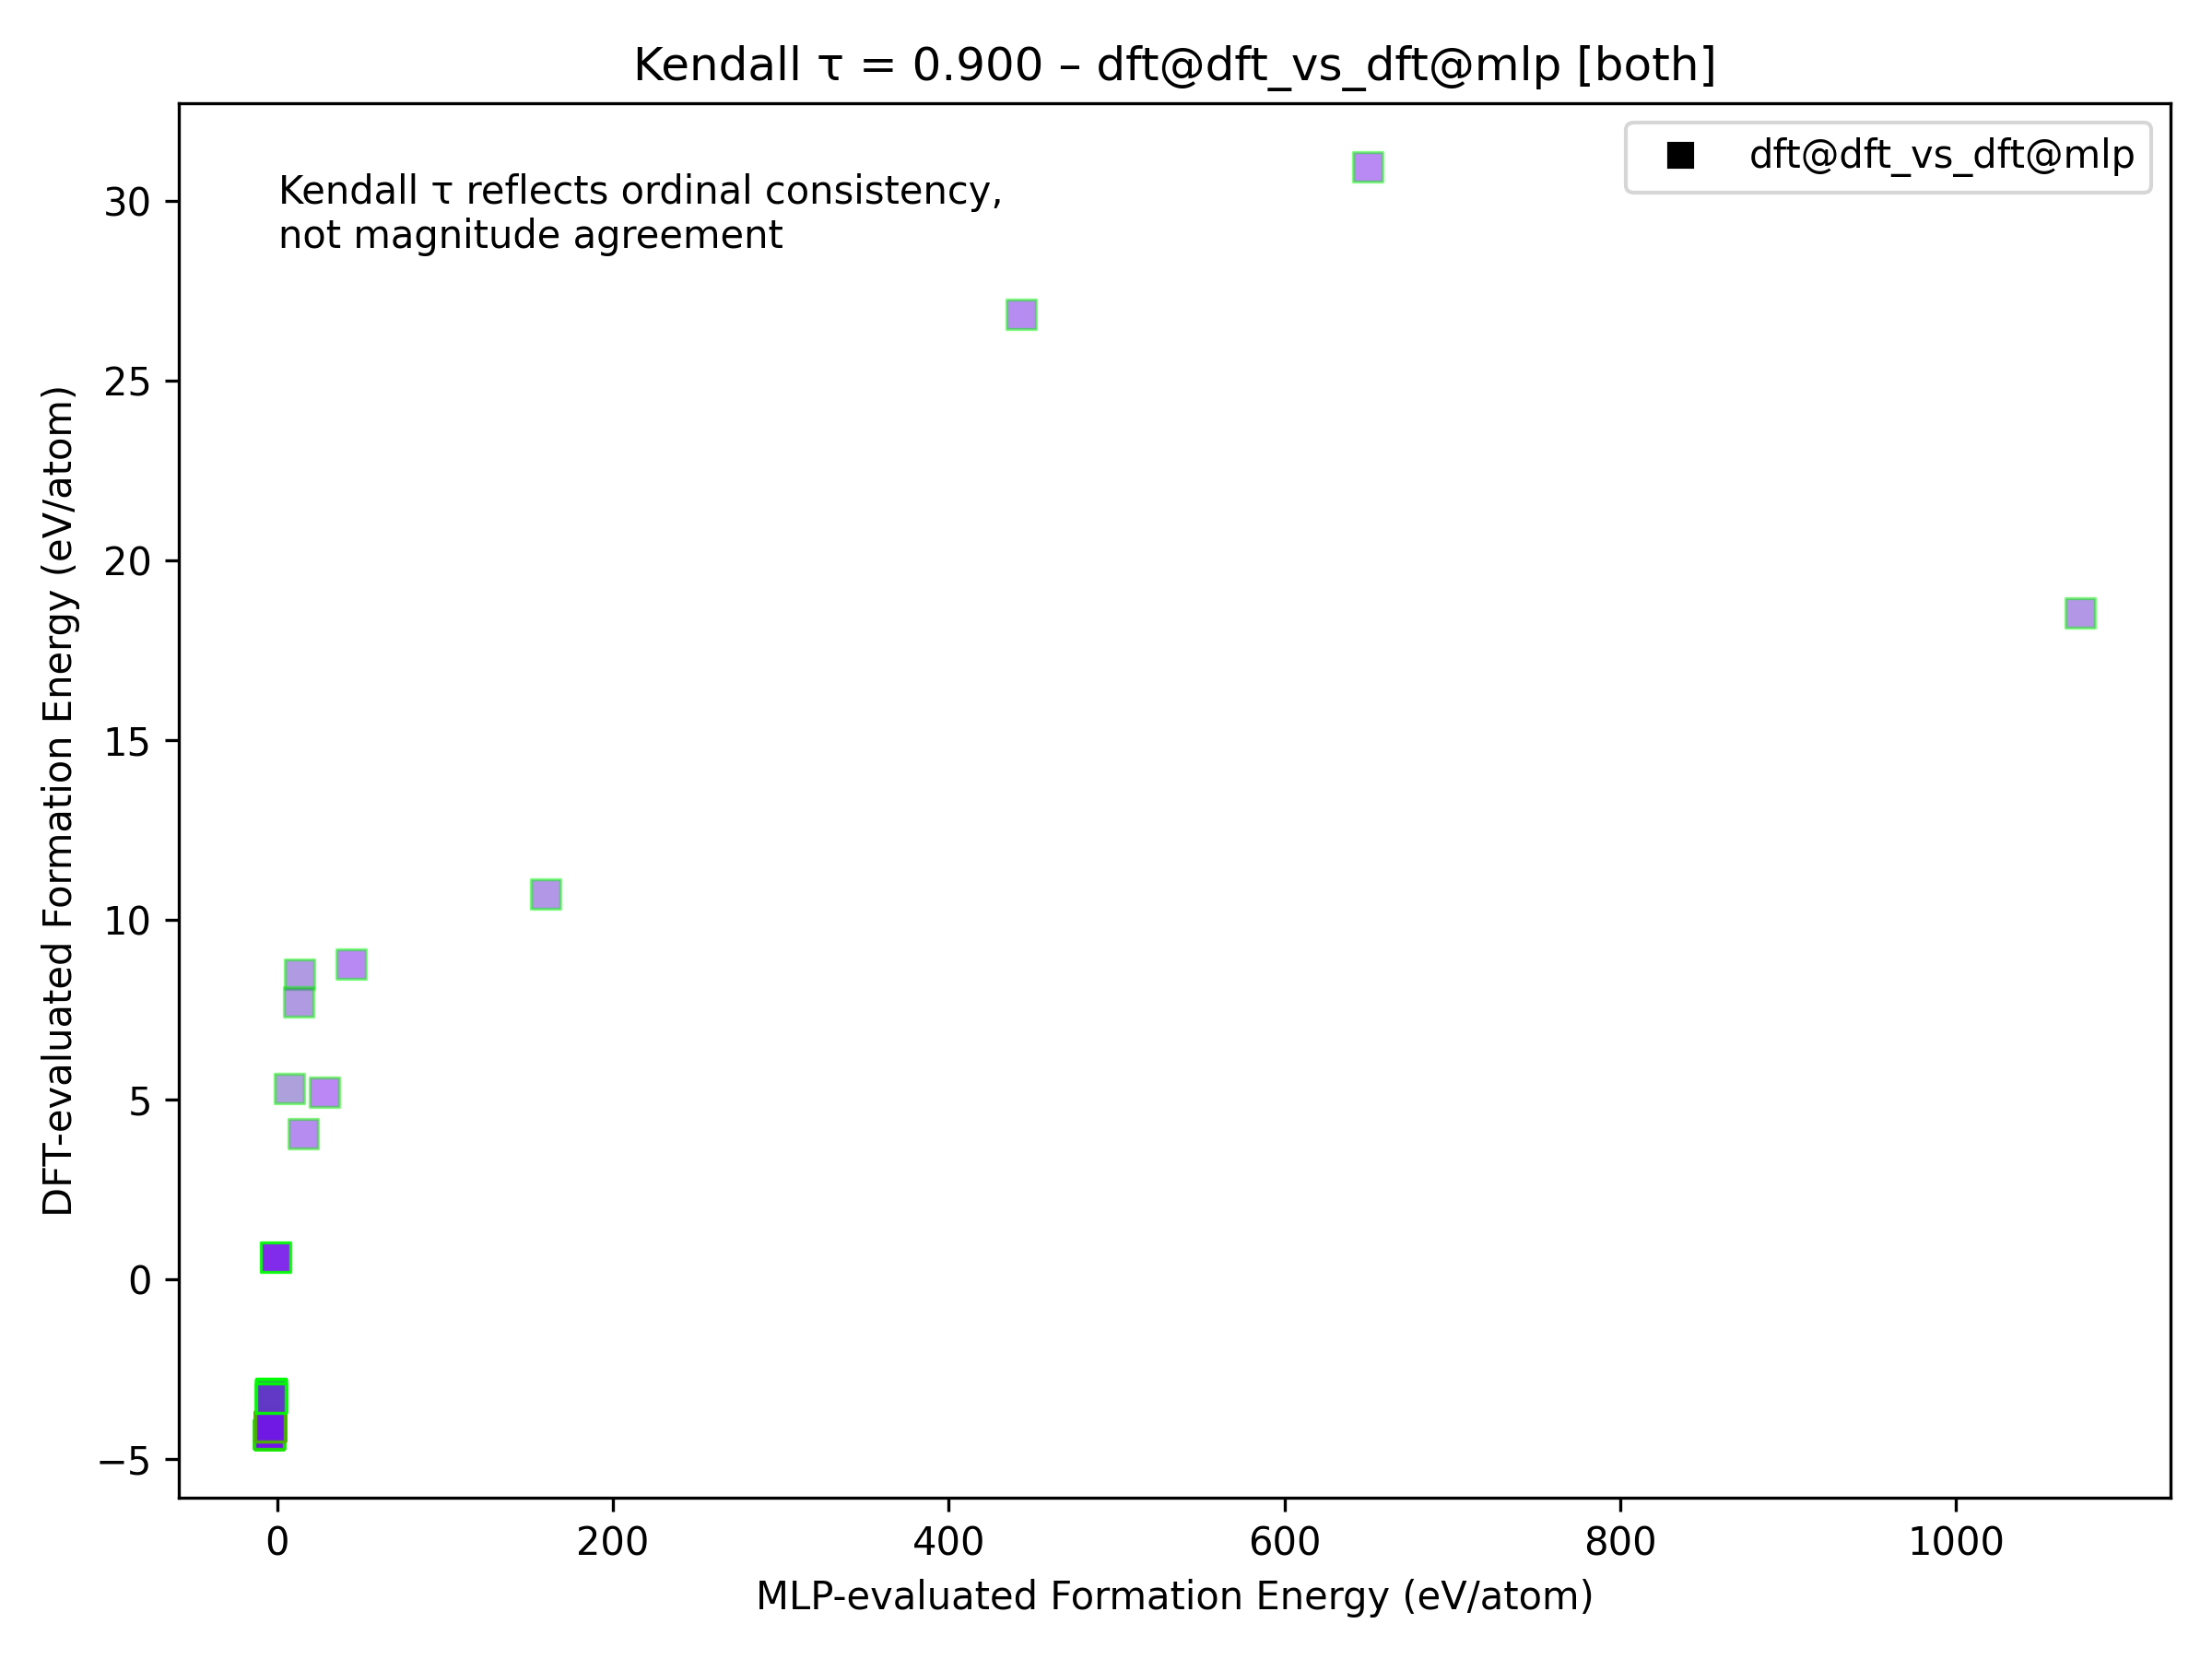 Kendall τ = 0.900 – dft@dft_vs_dft@mlp [both]
Kendall τ reflects ordinal consistency,
not magnitude agreement
dft@dft_vs_dft@mlp
DFT-evaluated Formation Energy (eV/atom)
30
25
20
15
10
5
0
−5
0 200 400 600 800 1000
MLP-evaluated Formation Energy (eV/atom)